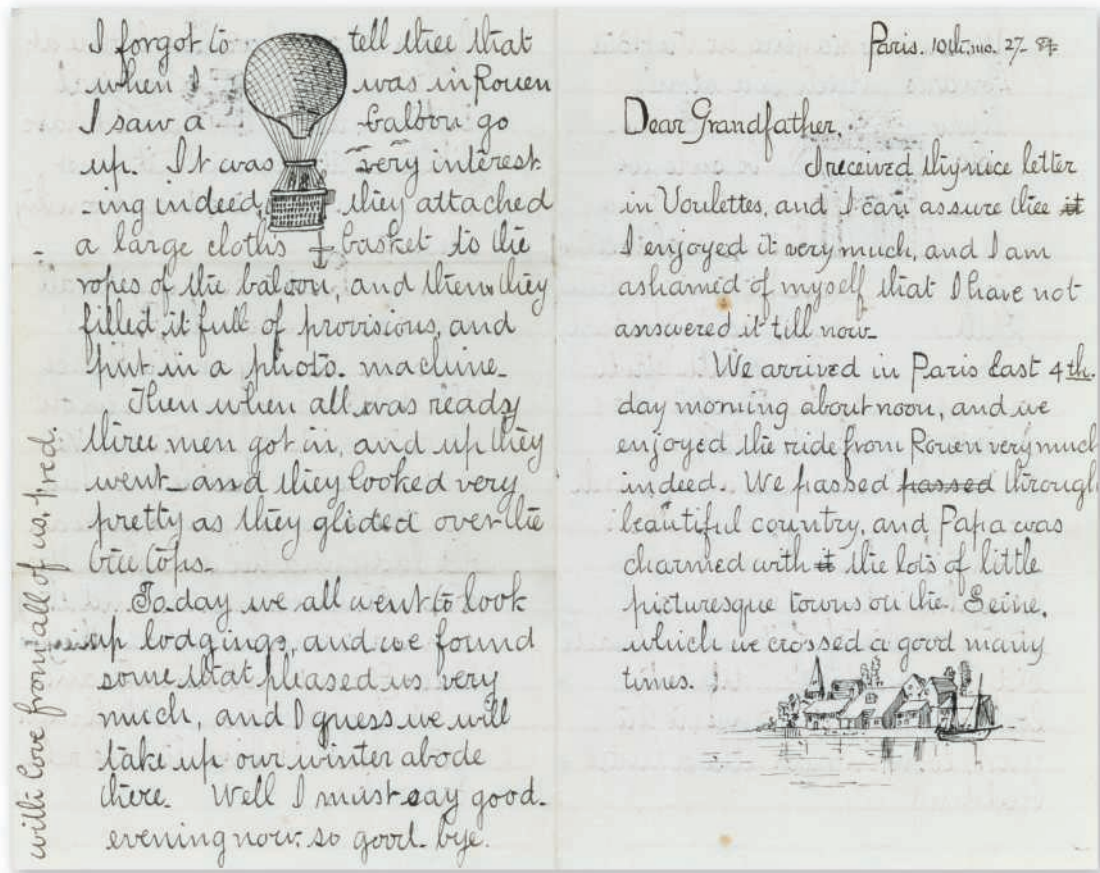 Paris. 10th.mo. 27- 84
Dear Grandfather,
I received thy nice letter
in Voulettes, and I can assure thee it
I enjoyed it very much, and I am
ashamed of myself that I have not
answered it till now_
We arrived in Paris last 4th.
day morning about noon, and we
enjoyed the ride from Rouen very much
indeed. We passed passed through
beautiful country, and Papa was
charmed with it the lots of little
picturesque towns on the Seine,
which we crossed a good many
times.
I forgot to tell thee that
when I was in Rouen
I saw a baloon go
up. It was very interest
-ing indeed, they attached
a large cloths basket to the
ropes of the baloon, and then they
filled it full of provisions, and
put in a photo. machine_
Then when all was ready
three men got in, and up they
went_and they looked very
pretty as they glided over the
tree tops_
To day we all went to look
up lodgings, and we found
some that pleased us very
much, and I guess we will
take up our winter abode
there. Well I must say good-
evening now. so good-bye.
with love from all of us, Fred.